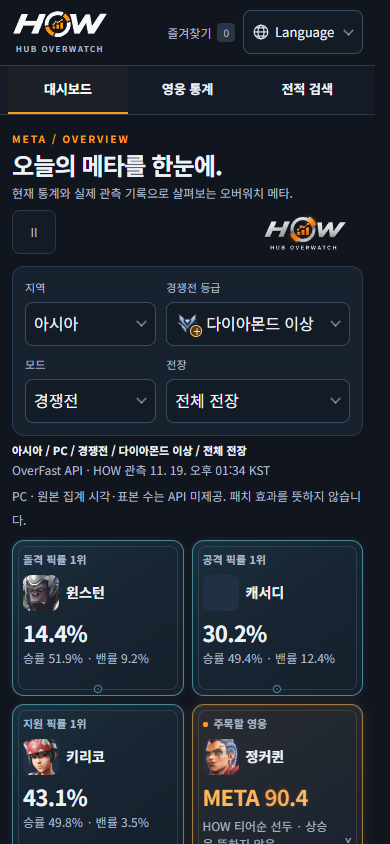 HOW
HUB OVERWATCH
즐겨찾기 0
Language
대시보드 영웅 통계 전적 검색
META / OVERVIEW
오늘의 메타를 한눈에.
현재 통계와 실제 관측 기록으로 살펴보는 오버워치 메타.
HOW
HUB OVERWATCH
지역 경쟁전 등급
아시아 다이아몬드 이상
모드 전장
경쟁전 전체 전장
아시아 / PC / 경쟁전 / 다이아몬드 이상 / 전체 전장
OverFast API · HOW 관측 11. 19. 오후 01:34 KST
PC · 원본 집계 시각·표본 수는 API 미제공. 패치 효과를 뜻하지 않습니
다.
돌격 픽률 1위
윈스턴
14.4%
승률 51.9% · 밴률 9.2%
공격 픽률 1위
캐서디
30.2%
승률 49.4% · 밴률 12.4%
지원 픽률 1위
키리코
43.1%
승률 49.8% · 밴률 3.5%
주목할 영웅
정커퀸
META 90.4
HOW 티어순 선두 · 상승